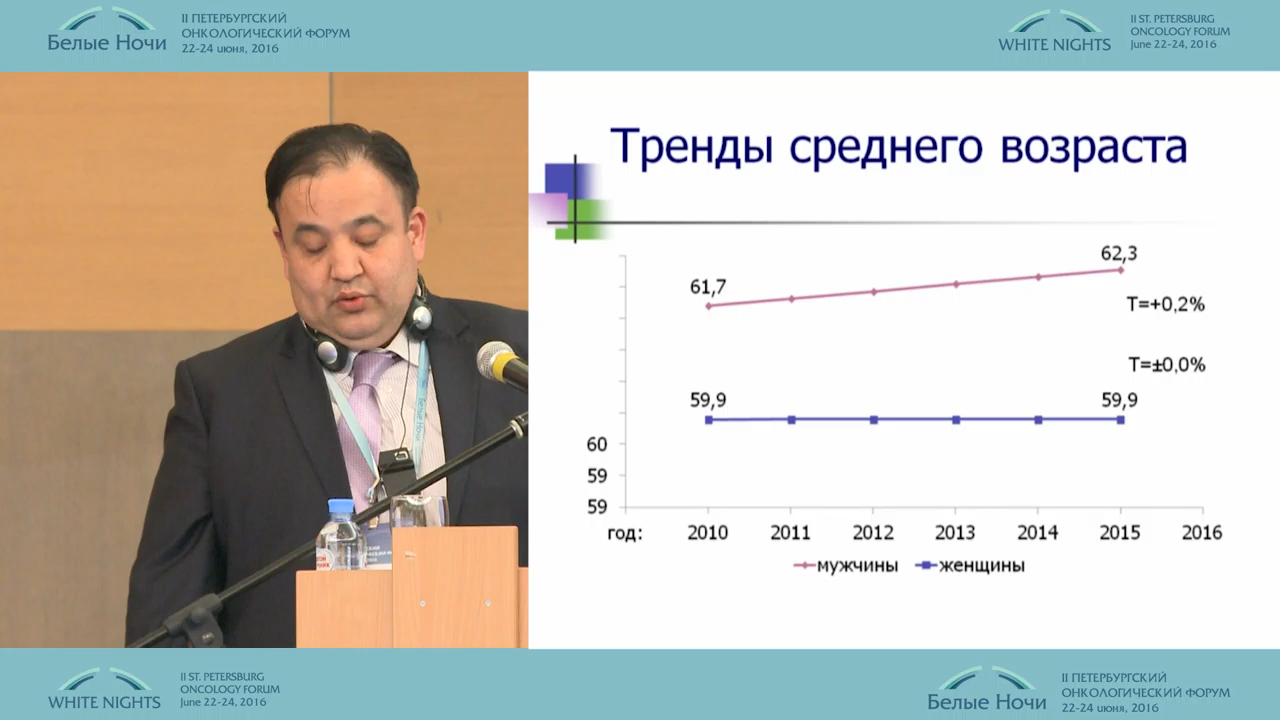 Белые Ночи
II ПЕТЕРБУРГСКИЙ
ОНКОЛОГИЧЕСКИЙ ФОРУМ
22-24 июня, 2016
WHITE NIGHTS
II ST. PETERSBURG
ONCOLOGY FORUM
June 22-24, 2016
Тренды среднего возраста
62,3
61,7
T=+0,2%
T=±0,0%
59,9
59,9
60
59
59
год: 2010 2011 2012 2013 2014 2015 2016
мужчины женщины
Белые Ночи
WHITE NIGHTS
II ST. PETERSBURG
ONCOLOGY FORUM
June 22-24, 2016
Белые Ночи
II ПЕТЕРБУРГСКИЙ
ОНКОЛОГИЧЕСКИЙ ФОРУМ
22-24 июня, 2016